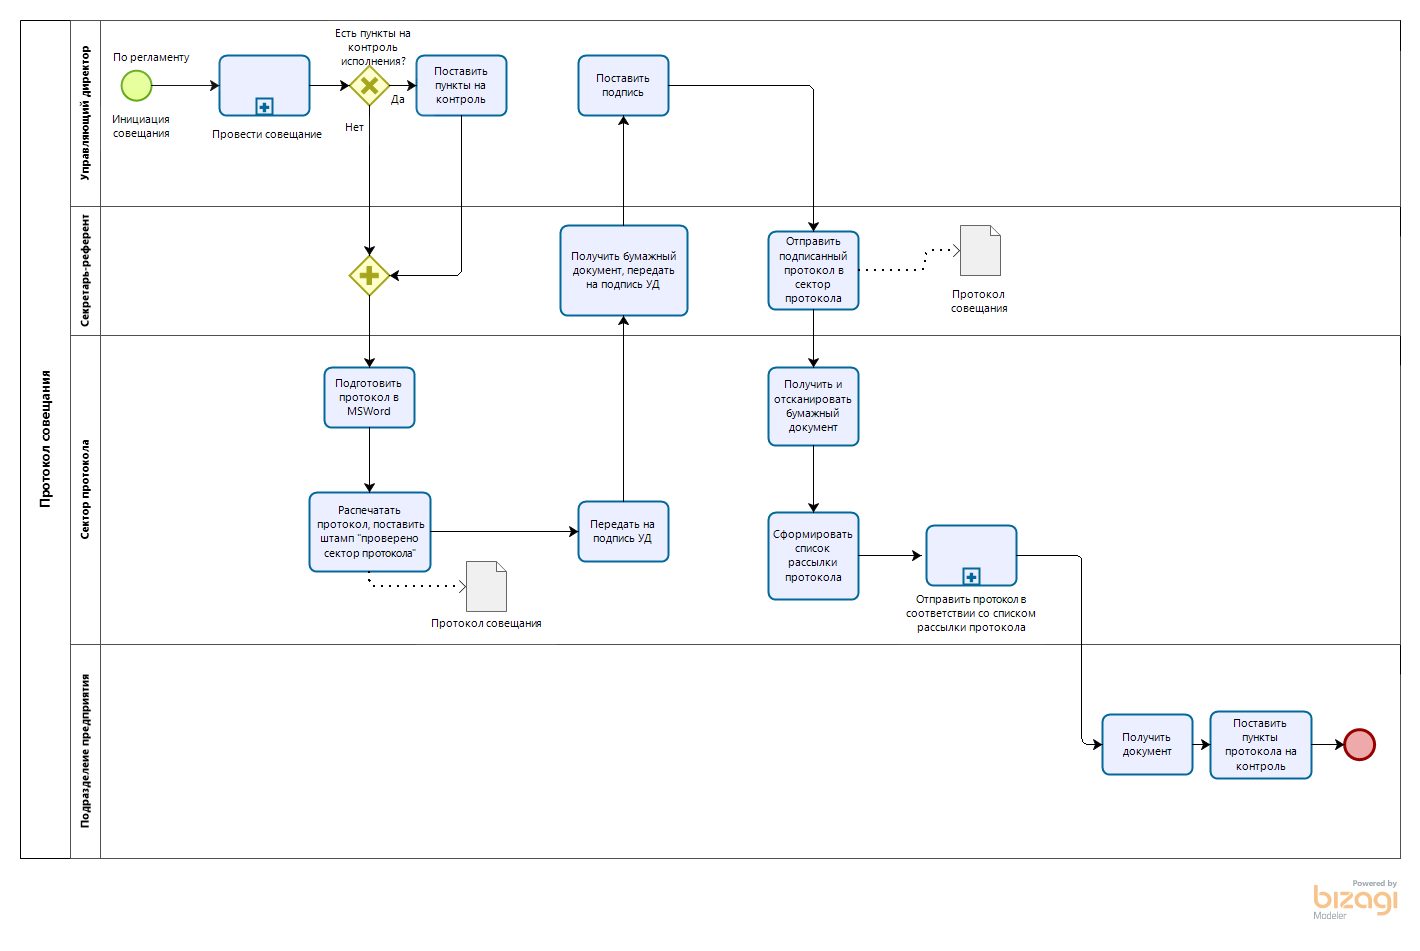 Протокол совещания
Управляющий директор
По регламенту
Инициация
совещания
Провести совещание
Есть пункты на
контроль
исполнения?
Да
Нет
Поставить
пункты на
контроль
Поставить
подпись
Секретарь-референт
Получить бумажный
документ, передать
на подпись УД
Отправить
подписанный
протокол в
сектор
протокола
Протокол
совещания
Сектор протокола
Подготовить
протокол в
MSWord
Распечатать
протокол, поставить
штамп "проверено
сектор протокола"
Протокол совещания
Передать на
подпись УД
Получить и
отсканировать
бумажный
документ
Сформировать
список
рассылки
протокола
Отправить протокол в
соответствии со списком
рассылки протокола
Подразделеие предприятия
Получить
документ
Поставить
пункты
протокола на
контроль
Powered by
bizagi
Modeler